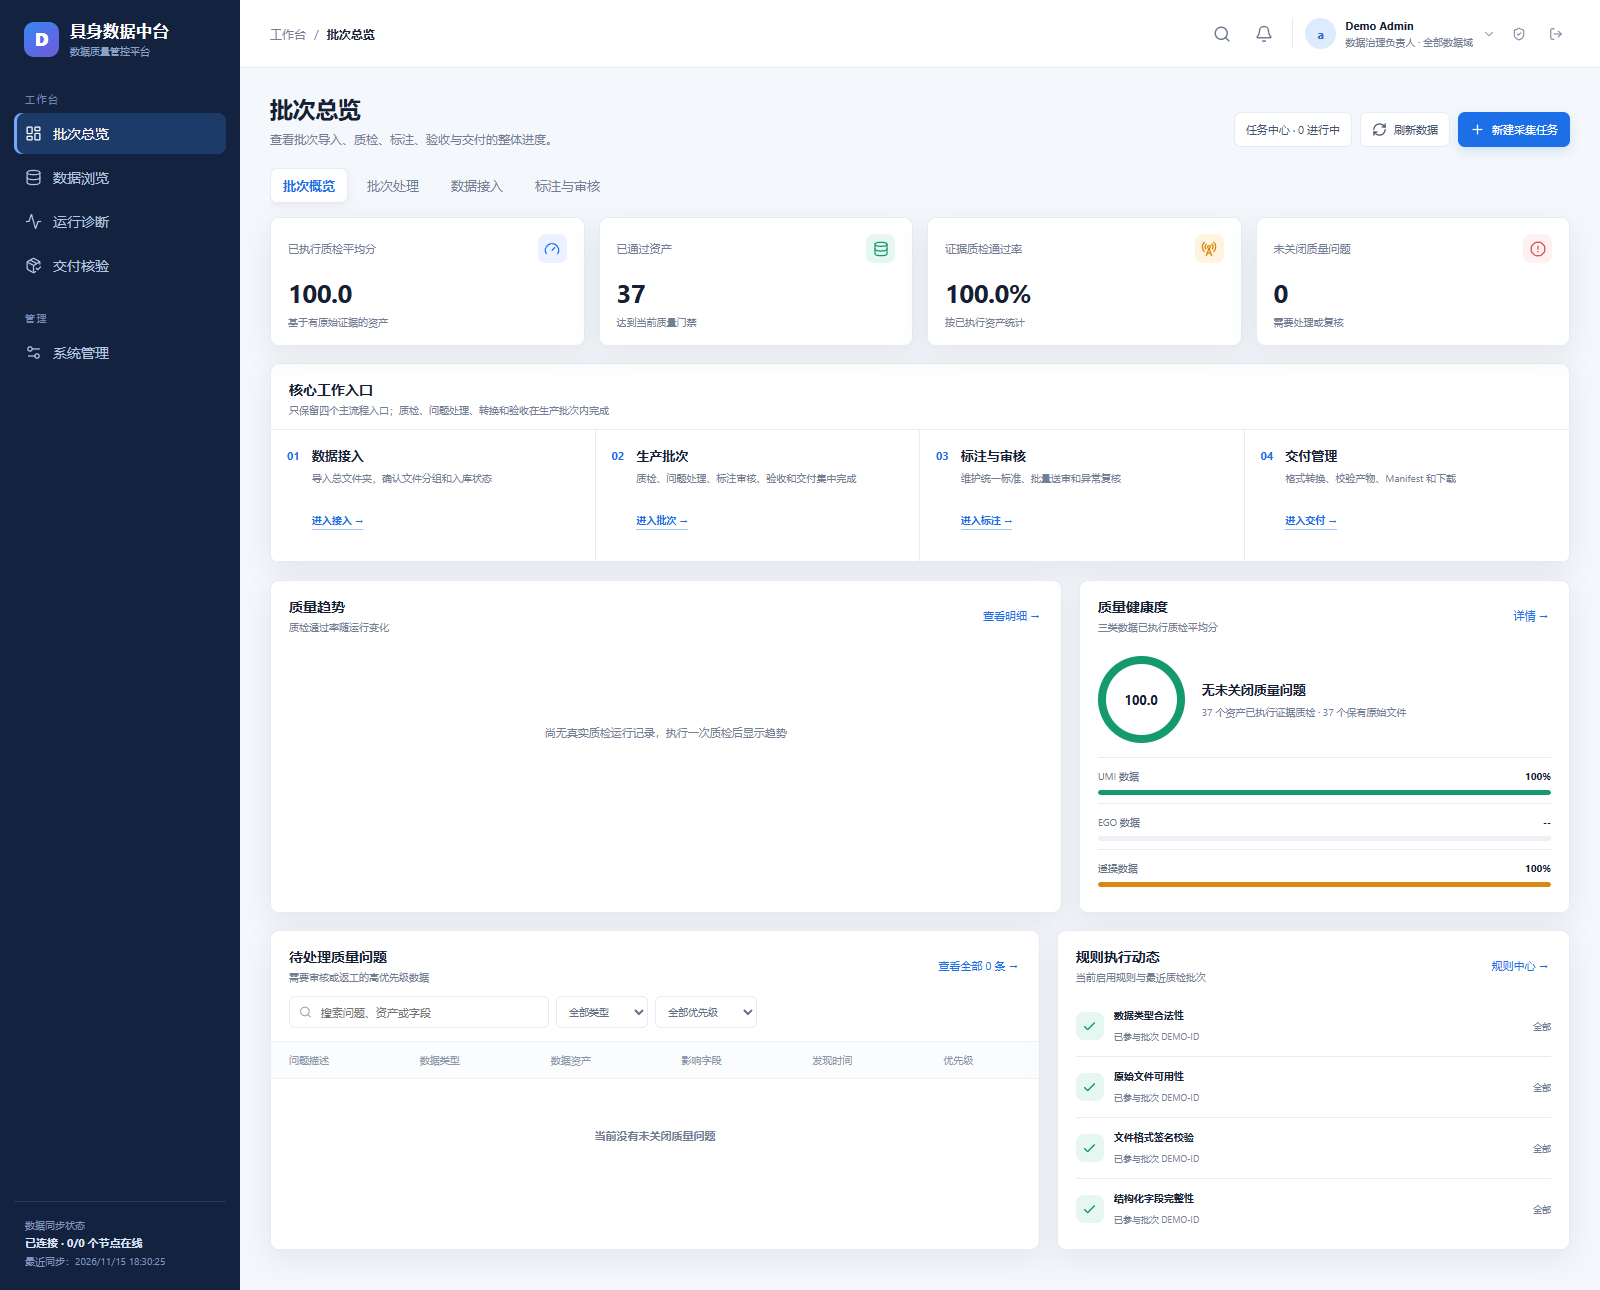 D
具身数据中台
数据质量管控平台
工作台
批次总览
数据浏览
运行诊断
交付核验
管理
系统管理
数据同步状态
已连接 · 0/0 个节点在线
最近同步：2026/11/15 18:30:25
工作台 / 批次总览
a
Demo Admin
数据治理负责人 · 全部数据域
批次总览
查看批次导入、质检、标注、验收与交付的整体进度。
任务中心 · 0 进行中
刷新数据
新建采集任务
批次概览
批次处理
数据接入
标注与审核
已执行质检平均分
100.0
基于有原始证据的资产
已通过资产
37
达到当前质量门禁
证据质检通过率
100.0%
按已执行资产统计
未关闭质量问题
0
需要处理或复核
核心工作入口
只保留四个主流程入口；质检、问题处理、转换和验收在生产批次内完成
01 数据接入
导入总文件夹，确认文件分组和入库状态
进入接入 →
02 生产批次
质检、问题处理、标注审核、验收和交付集中完成
进入批次 →
03 标注与审核
维护统一标准、批量送审和异常复核
进入标注 →
04 交付管理
格式转换、校验产物、Manifest 和下载
进入交付 →
质量趋势
质检通过率随运行变化
查看明细 →
尚无真实质检运行记录，执行一次质检后显示趋势
质量健康度
三类数据已执行质检平均分
详情 →
100.0
无未关闭质量问题
37 个资产已执行证据质检 · 37 个保有原始文件
UMI 数据 100%
EGO 数据 --
遥操数据 100%
待处理质量问题
需要审核或返工的高优先级数据
查看全部 0 条 →
搜索问题、资产或字段
全部类型
全部优先级
问题描述 数据类型 数据资产 影响字段 发现时间 优先级
当前没有未关闭质量问题
规则执行动态
当前启用规则与最近质检批次
规则中心 →
数据类型合法性
已参与批次 DEMO-ID
全部
原始文件可用性
已参与批次 DEMO-ID
全部
文件格式签名校验
已参与批次 DEMO-ID
全部
结构化字段完整性
已参与批次 DEMO-ID
全部